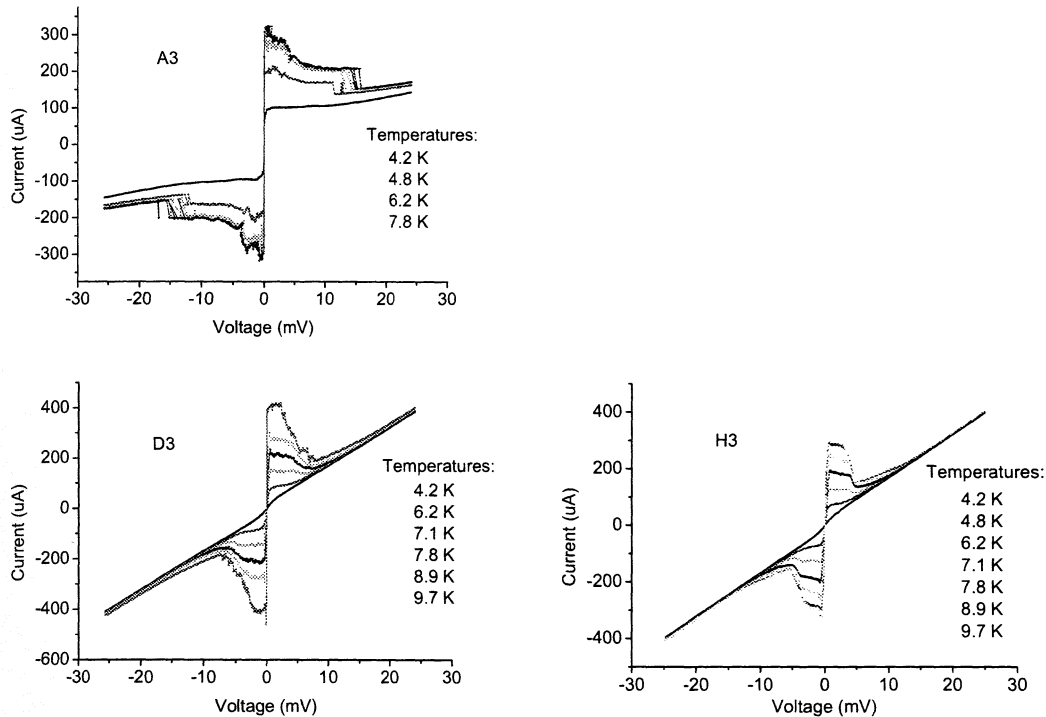 A3
300
200
100
0
-100
-200
-300
Current (uA)
Temperatures:
4.2 K
4.8 K
6.2 K
7.8 K
-30 -20 -10 0 10 20 30
Voltage (mV)
D3
400
200
0
-200
-400
-600
Current (uA)
Temperatures:
4.2 K
6.2 K
7.1 K
7.8 K
8.9 K
9.7 K
-30 -20 -10 0 10 20 30
Voltage (mV)
H3
400
200
0
-200
-400
Current (uA)
Temperatures:
4.2 K
4.8 K
6.2 K
7.1 K
7.8 K
8.9 K
9.7 K
-30 -20 -10 0 10 20 30
Voltage (mV)